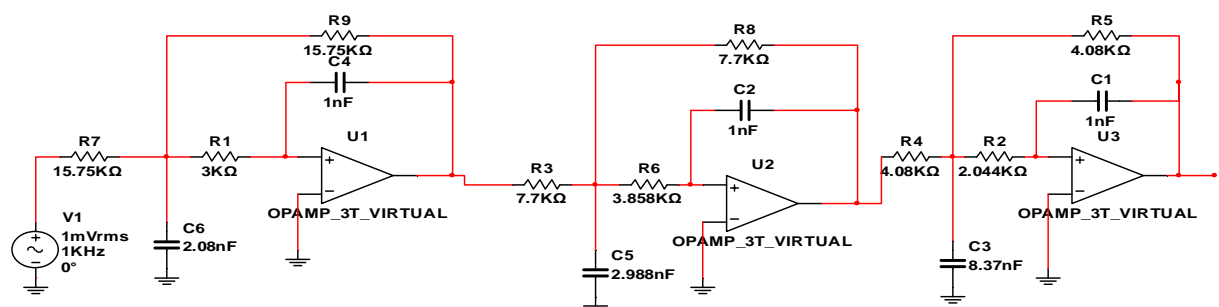 R9
15.75KΩ
C4
1nF
U1
R7
15.75KΩ
R1
3KΩ
+
−
OPAMP_3T_VIRTUAL
V1
1mVrms
1KHz
0°
+
−
C6
2.08nF
R8
7.7KΩ
C2
1nF
U2
R3
7.7KΩ
R6
3.858KΩ
+
−
OPAMP_3T_VIRTUAL
C5
2.988nF
R5
4.08KΩ
C1
1nF
U3
R4
4.08KΩ
R2
2.044KΩ
+
−
OPAMP_3T_VIRTUAL
C3
8.37nF